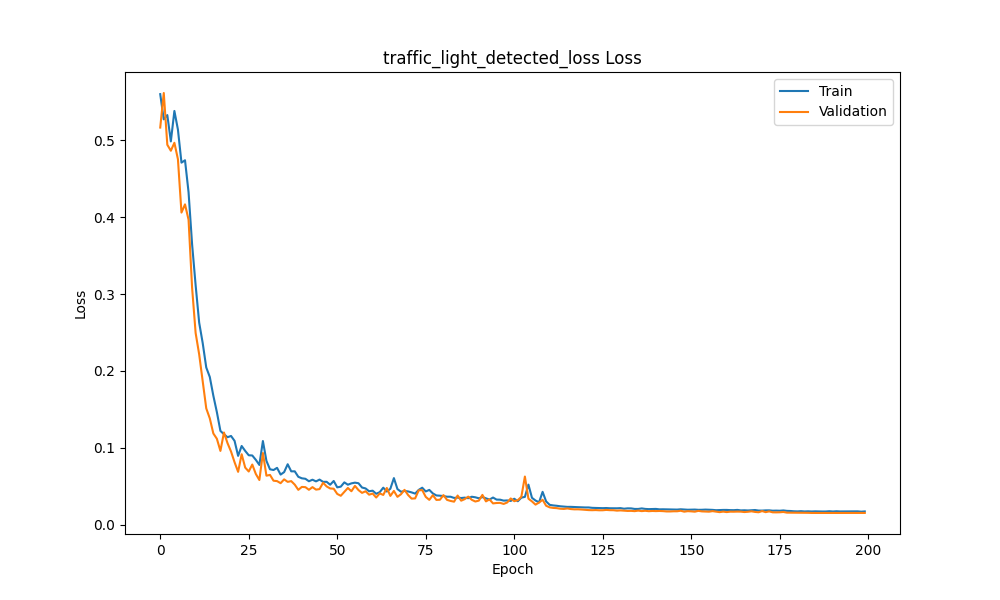 traffic_light_detected_loss Loss
Train
Validation
Loss
0.5
0.4
0.3
0.2
0.1
0.0
0 25 50 75 100 125 150 175 200
Epoch